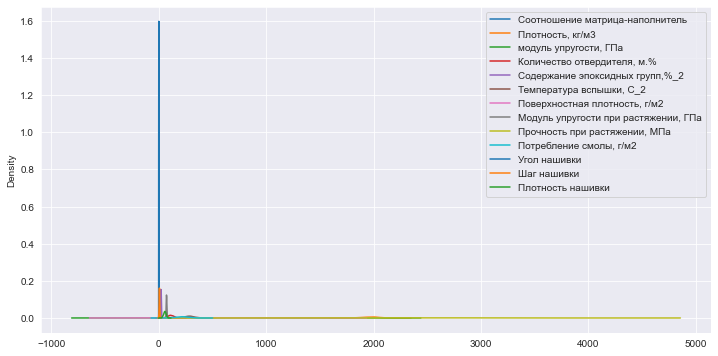 1.6
1.4
1.2
1.0
0.8
0.6
0.4
0.2
0.0
Density
−1000
0
1000
2000
3000
4000
5000
Соотношение матрица-наполнитель
Плотность, кг/м3
модуль упругости, ГПа
Количество отвердителя, м.%
Содержание эпоксидных групп,%_2
Температура вспышки, С_2
Поверхностная плотность, г/м2
Модуль упругости при растяжении, ГПа
Прочность при растяжении, МПа
Потребление смолы, г/м2
Угол нашивки
Шаг нашивки
Плотность нашивки